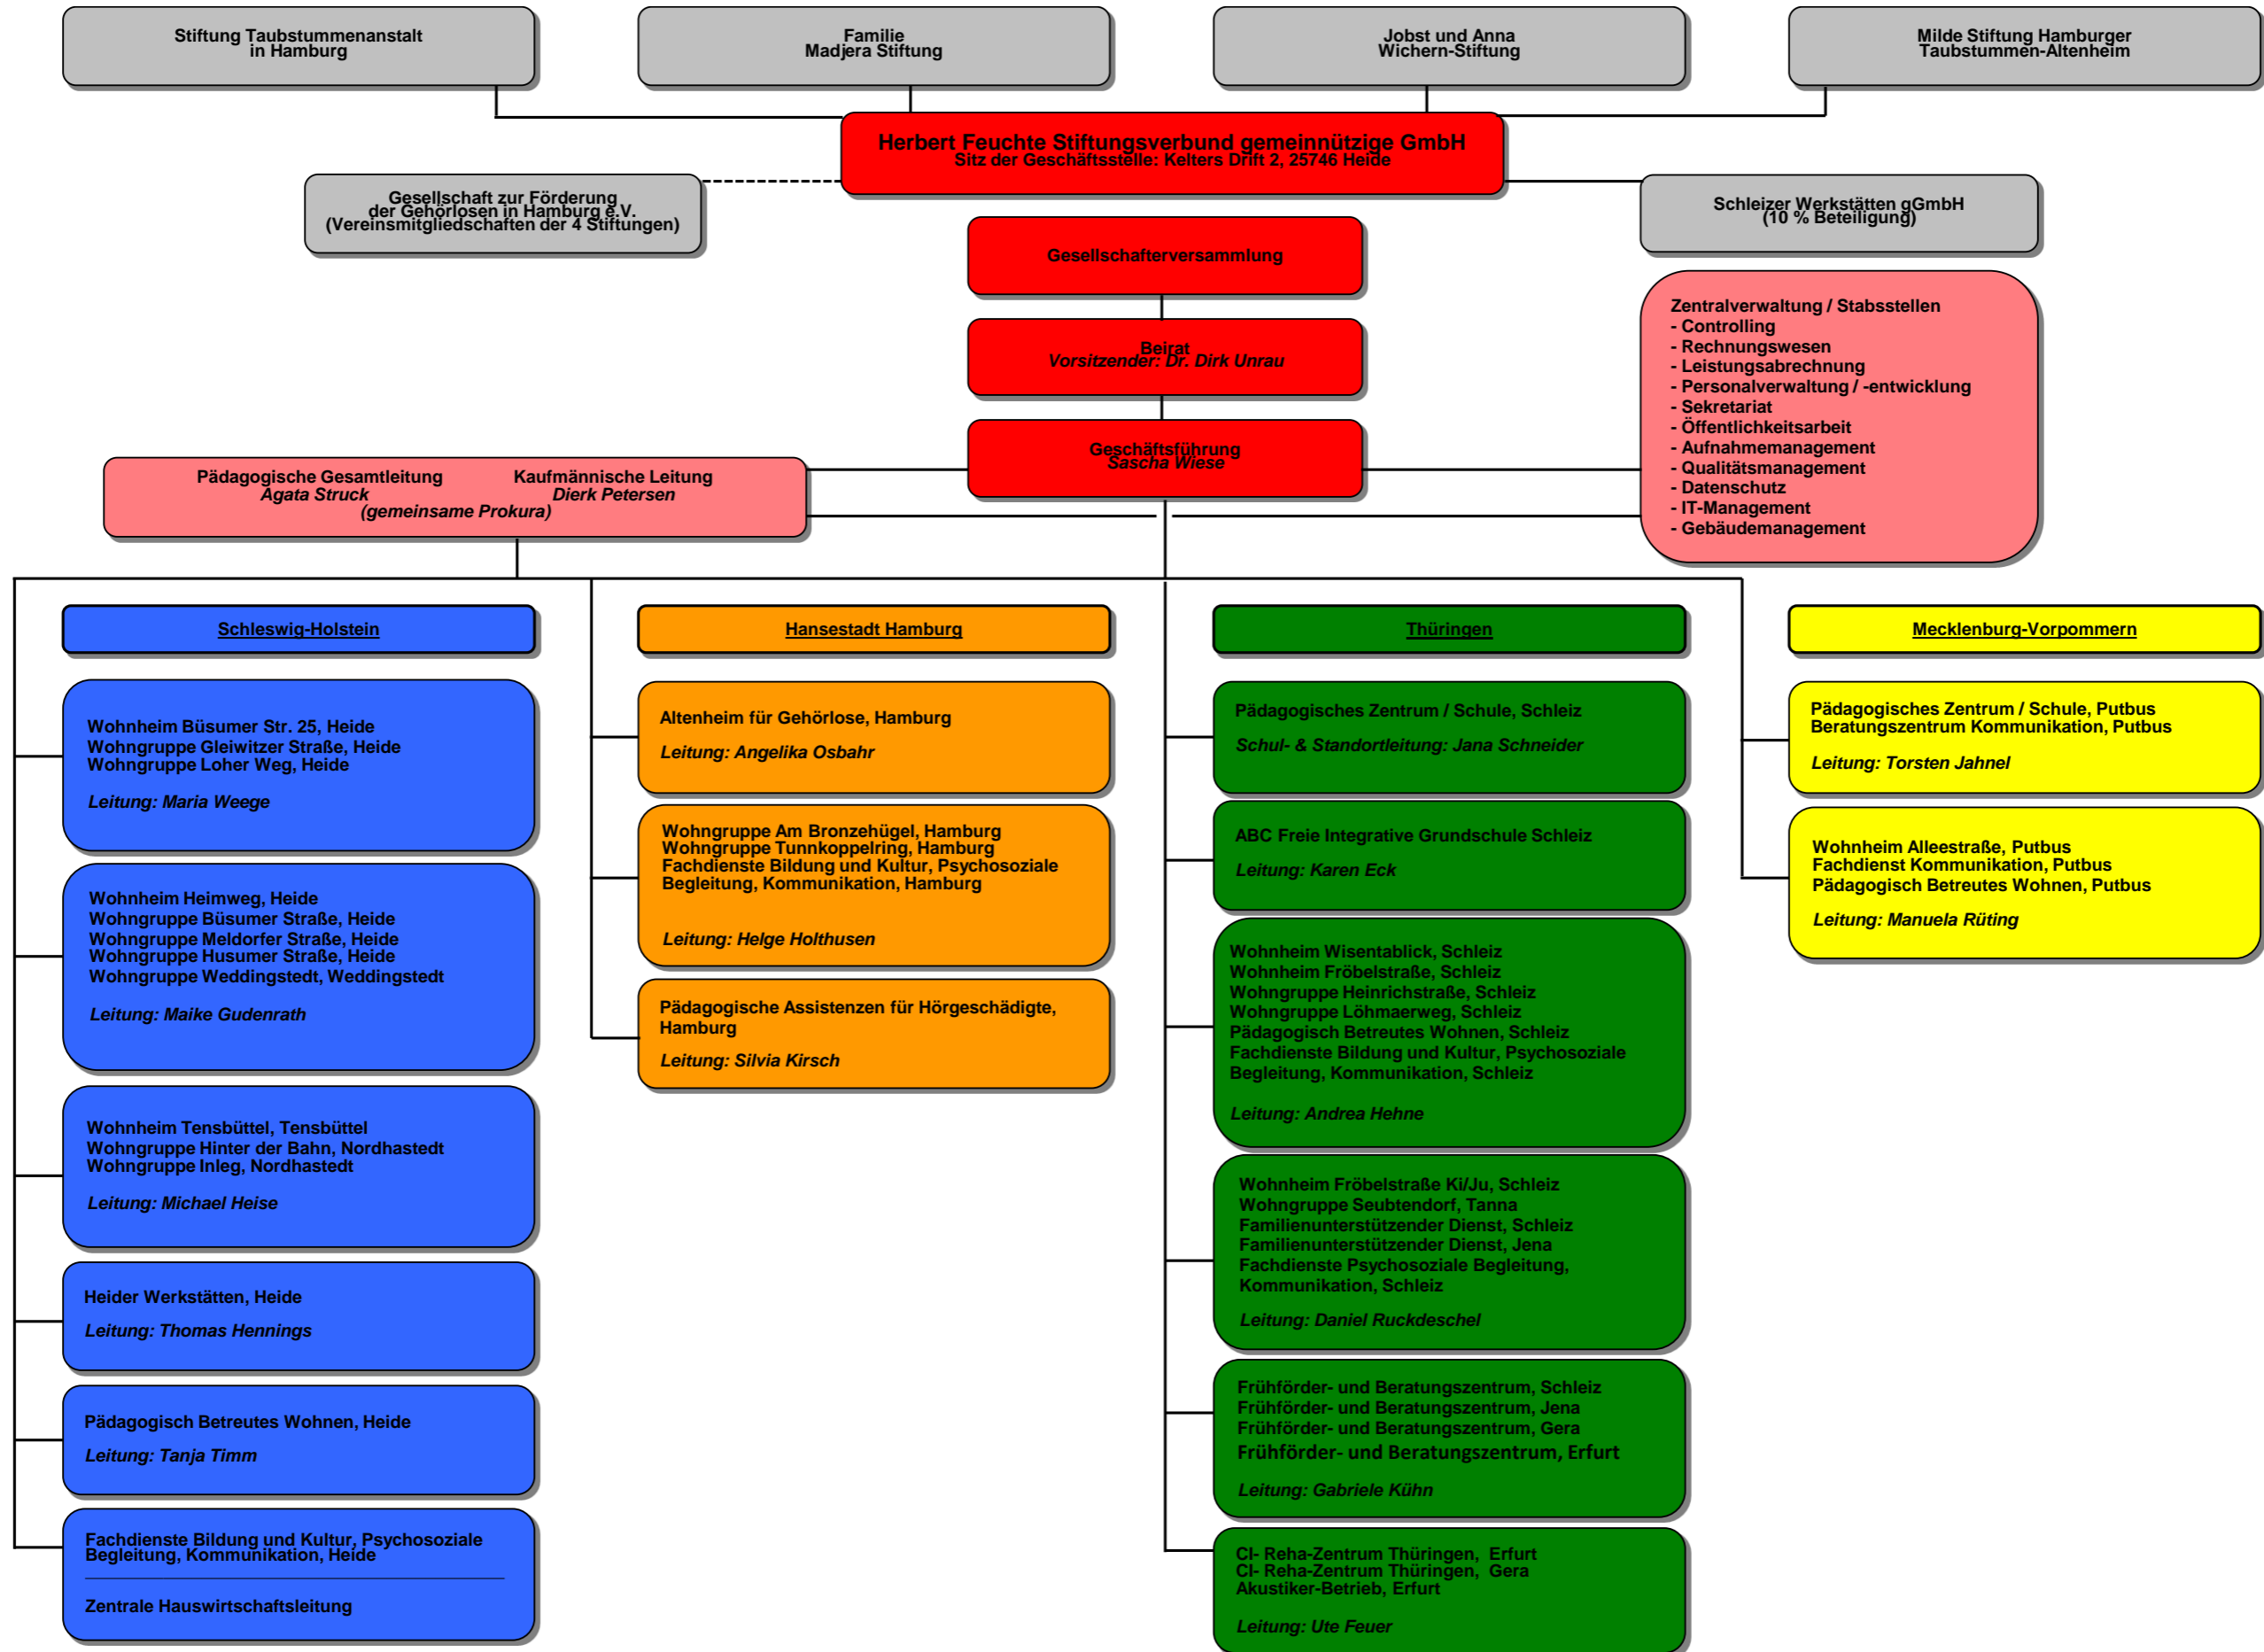 Stiftung Taubstummenanstalt
in Hamburg
Familie
Madjera Stiftung
Jobst und Anna
Wichern-Stiftung
Milde Stiftung Hamburger
Taubstummen-Altenheim
Herbert Feuchte Stiftungsverbund gemeinnützige GmbH
Sitz der Geschäftsstelle: Kelters Drift 2, 25746 Heide
Gesellschaft zur Förderung
der Gehörlosen in Hamburg e.V.
(Vereinsmitgliedschaften der 4 Stiftungen)
Schleizer Werkstätten gGmbH
(10 % Beteiligung)
Gesellschafterversammlung
Beirat
Vorsitzender: Dr. Dirk Unrau
Geschäftsführung
Sascha Wiese
Zentralverwaltung / Stabsstellen
- Controlling
- Rechnungswesen
- Leistungsabrechnung
- Personalverwaltung / -entwicklung
- Sekretariat
- Öffentlichkeitsarbeit
- Aufnahmemanagement
- Qualitätsmanagement
- Datenschutz
- IT-Management
- Gebäudemanagement
Pädagogische Gesamtleitung Kaufmännische Leitung
Agata Struck Dierk Petersen
(gemeinsame Prokura)
Schleswig-Holstein
Wohnheim Büsumer Str. 25, Heide
Wohngruppe Gleiwitzer Straße, Heide
Wohngruppe Loher Weg, Heide
Leitung: Maria Weege
Wohnheim Heimweg, Heide
Wohngruppe Büsumer Straße, Heide
Wohngruppe Meldorfer Straße, Heide
Wohngruppe Husumer Straße, Heide
Wohngruppe Weddingstedt, Weddingstedt
Leitung: Maike Gudenrath
Wohnheim Tensbüttel, Tensbüttel
Wohngruppe Hinter der Bahn, Nordhastedt
Wohngruppe Inleg, Nordhastedt
Leitung: Michael Heise
Heider Werkstätten, Heide
Leitung: Thomas Hennings
Pädagogisch Betreutes Wohnen, Heide
Leitung: Tanja Timm
Fachdienste Bildung und Kultur, Psychosoziale
Begleitung, Kommunikation, Heide
Zentrale Hauswirtschaftsleitung
Hansestadt Hamburg
Altenheim für Gehörlose, Hamburg
Leitung: Angelika Osbahr
Wohngruppe Am Bronzehügel, Hamburg
Wohngruppe Tunnkoppelring, Hamburg
Fachdienste Bildung und Kultur, Psychosoziale
Begleitung, Kommunikation, Hamburg
Leitung: Helge Holthusen
Pädagogische Assistenzen für Hörgeschädigte,
Hamburg
Leitung: Silvia Kirsch
Thüringen
Pädagogisches Zentrum / Schule, Schleiz
Schul- & Standortleitung: Jana Schneider
ABC Freie Integrative Grundschule Schleiz
Leitung: Karen Eck
Wohnheim Wisentablick, Schleiz
Wohnheim Fröbelstraße, Schleiz
Wohngruppe Heinrichstraße, Schleiz
Wohngruppe Löhmaerweg, Schleiz
Pädagogisch Betreutes Wohnen, Schleiz
Fachdienste Bildung und Kultur, Psychosoziale
Begleitung, Kommunikation, Schleiz
Leitung: Andrea Hehne
Wohnheim Fröbelstraße Ki/Ju, Schleiz
Wohngruppe Seubtendorf, Tanna
Familienunterstützender Dienst, Schleiz
Familienunterstützender Dienst, Jena
Fachdienste Psychosoziale Begleitung,
Kommunikation, Schleiz
Leitung: Daniel Ruckdeschel
Frühförder- und Beratungszentrum, Schleiz
Frühförder- und Beratungszentrum, Jena
Frühförder- und Beratungszentrum, Gera
Frühförder- und Beratungszentrum, Erfurt
Leitung: Gabriele Kühn
CI- Reha-Zentrum Thüringen, Erfurt
CI- Reha-Zentrum Thüringen, Gera
Akustiker-Betrieb, Erfurt
Leitung: Ute Feuer
Mecklenburg-Vorpommern
Pädagogisches Zentrum / Schule, Putbus
Beratungszentrum Kommunikation, Putbus
Leitung: Torsten Jahnel
Wohnheim Alleestraße, Putbus
Fachdienst Kommunikation, Putbus
Pädagogisch Betreutes Wohnen, Putbus
Leitung: Manuela Rüting